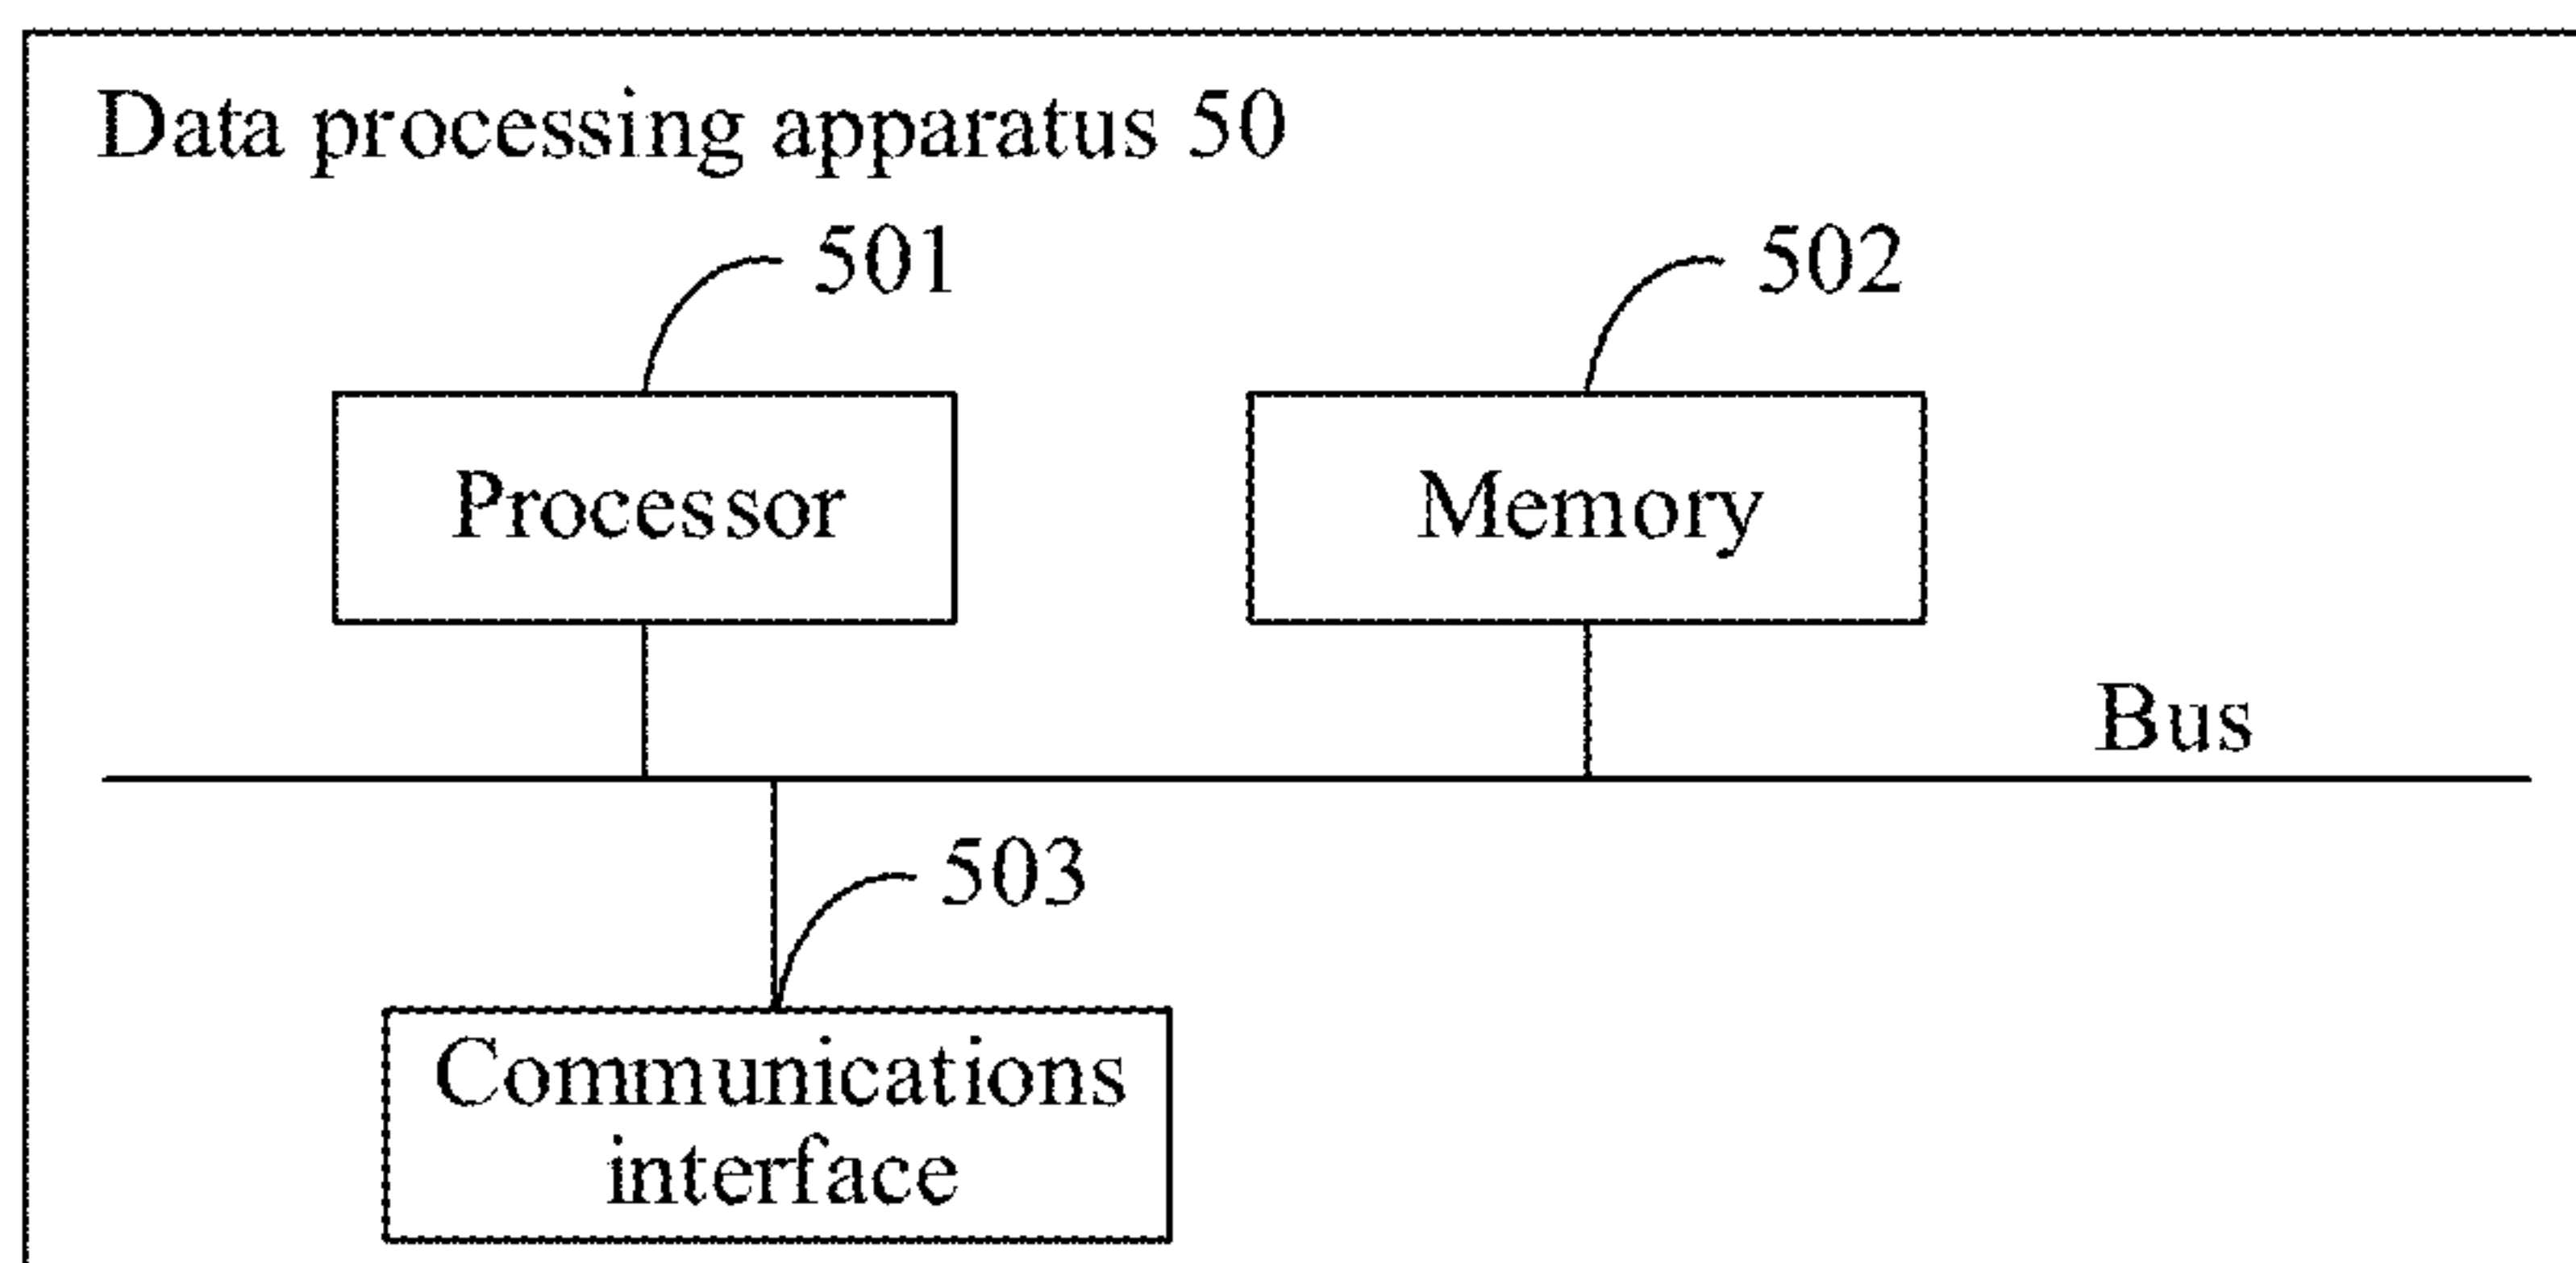 Data processing apparatus 50
501
502
Processor
Memory
Bus
503
Communications
interface